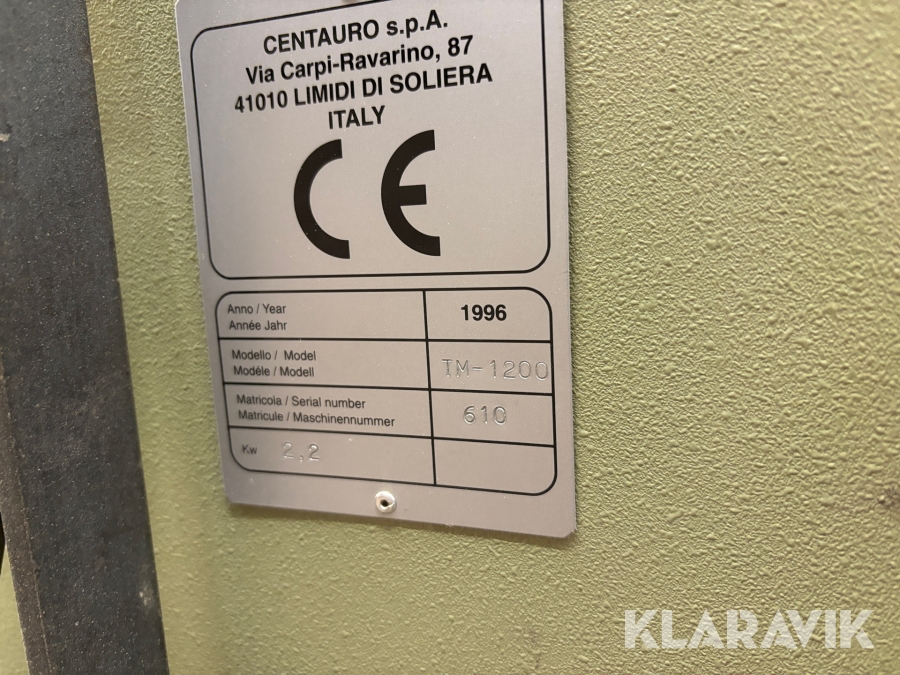 CENTAURO s.p.A.
Via Carpi-Ravarino, 87
41010 LIMIDI DI SOLIERA
ITALY
CE
Anno / Year
Année Jahr
1996
Modello / Model
Modéle / Modell
TM-1200
Matricola / Serial number
Matricule / Maschinennummer
610
Kw 2,2
KLARAVIK